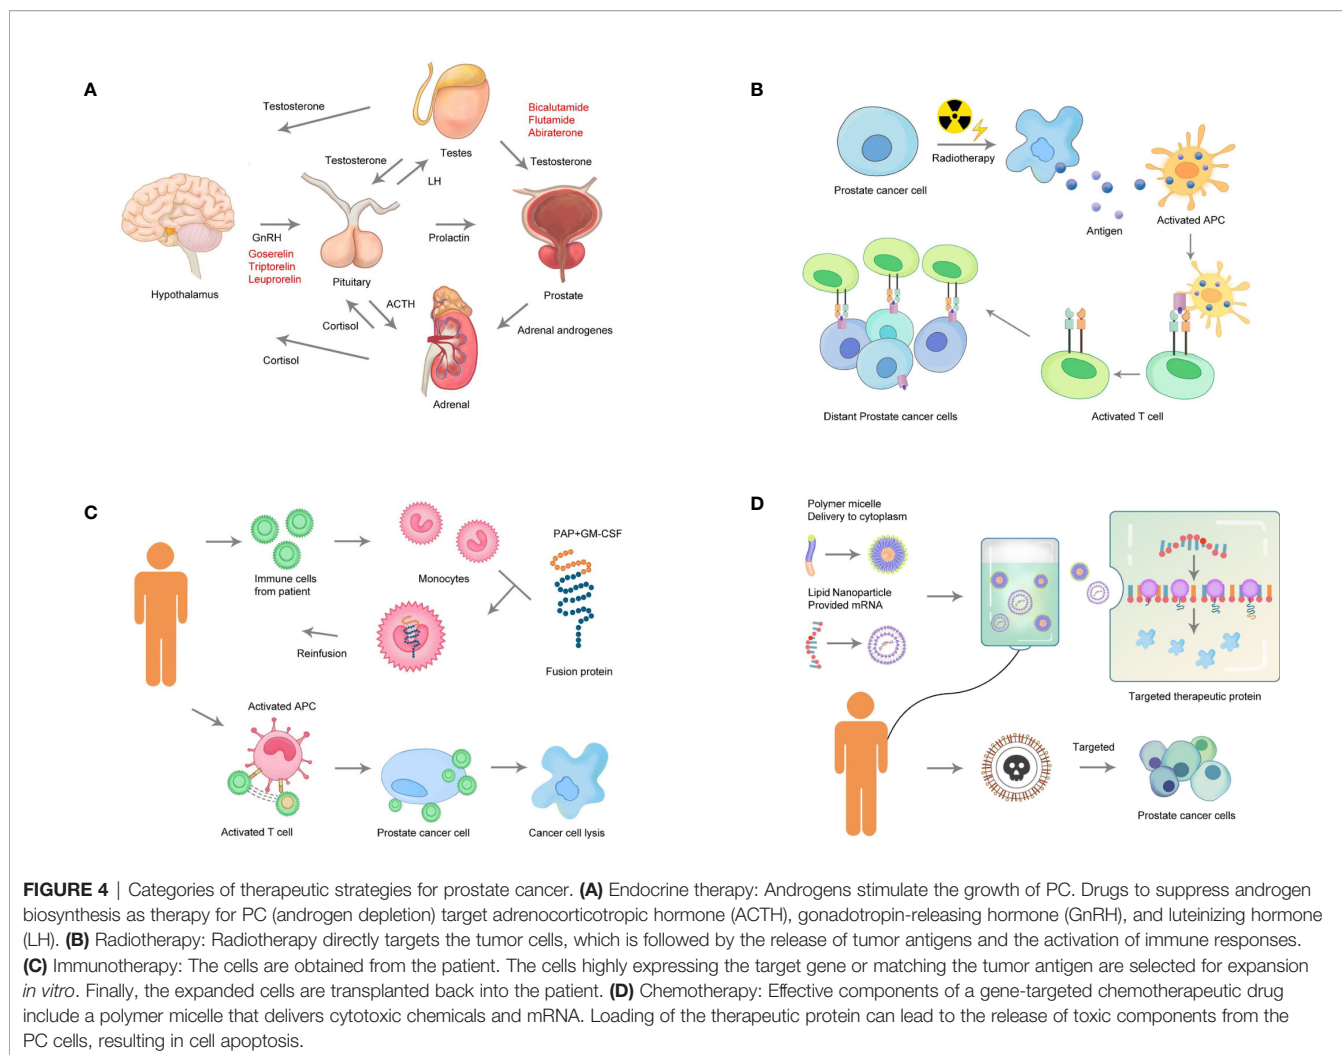 A
Testosterone
Bicalutamide
Flutamide
Abiraterone
Testes
Testosterone
Testosterone
LH
GnRH
Goserelin
Triptorelin
Leuprorelin
Prolactin
Hypothalamus
Pituitary
Prostate
ACTH
Cortisol
Adrenal androgenes
Cortisol
Adrenal
B
Radiotherapy
Prostate cancer cell
Antigen
Activated APC
Distant Prostate cancer cells
Activated T cell
C
Immune cells
from patient
Monocytes
PAP+GM-CSF
Reinfusion
Fusion protein
Activated APC
Activated T cell
Prostate cancer cell
Cancer cell lysis
D
Polymer micelle
Delivery to cytoplasm
Lipid Nanoparticle
Provided mRNA
Targeted therapeutic protein
Targeted
Prostate cancer cells
FIGURE 4 | Categories of therapeutic strategies for prostate cancer. (A) Endocrine therapy: Androgens stimulate the growth of PC. Drugs to suppress androgen
biosynthesis as therapy for PC (androgen depletion) target adrenocorticotropic hormone (ACTH), gonadotropin-releasing hormone (GnRH), and luteinizing hormone
(LH). (B) Radiotherapy: Radiotherapy directly targets the tumor cells, which is followed by the release of tumor antigens and the activation of immune responses.
(C) Immunotherapy: The cells are obtained from the patient. The cells highly expressing the target gene or matching the tumor antigen are selected for expansion
in vitro. Finally, the expanded cells are transplanted back into the patient. (D) Chemotherapy: Effective components of a gene-targeted chemotherapeutic drug
include a polymer micelle that delivers cytotoxic chemicals and mRNA. Loading of the therapeutic protein can lead to the release of toxic components from the
PC cells, resulting in cell apoptosis.